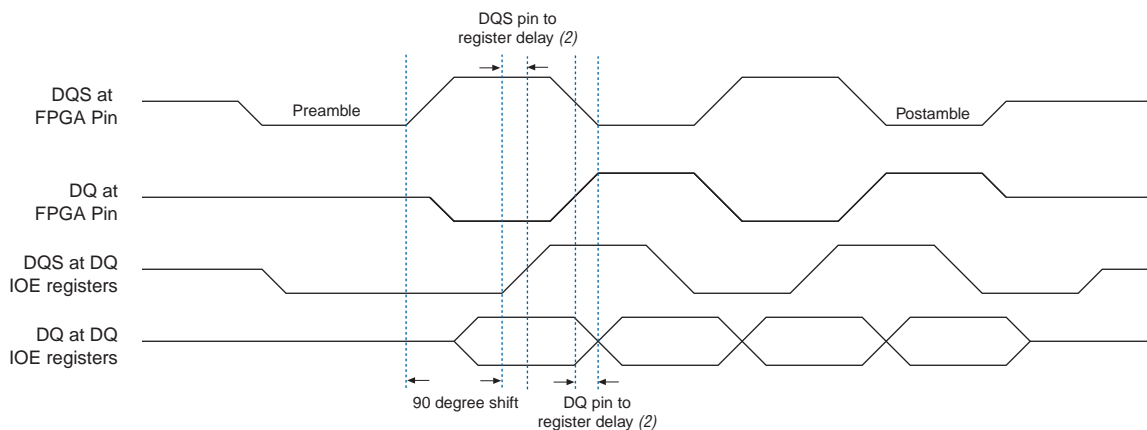 DQS pin to
register delay (2)
DQS at
FPGA Pin
Preamble
Postamble
DQ at
FPGA Pin
DQS at DQ
IOE registers
DQ at DQ
IOE registers
90 degree shift
DQ pin to
register delay (2)